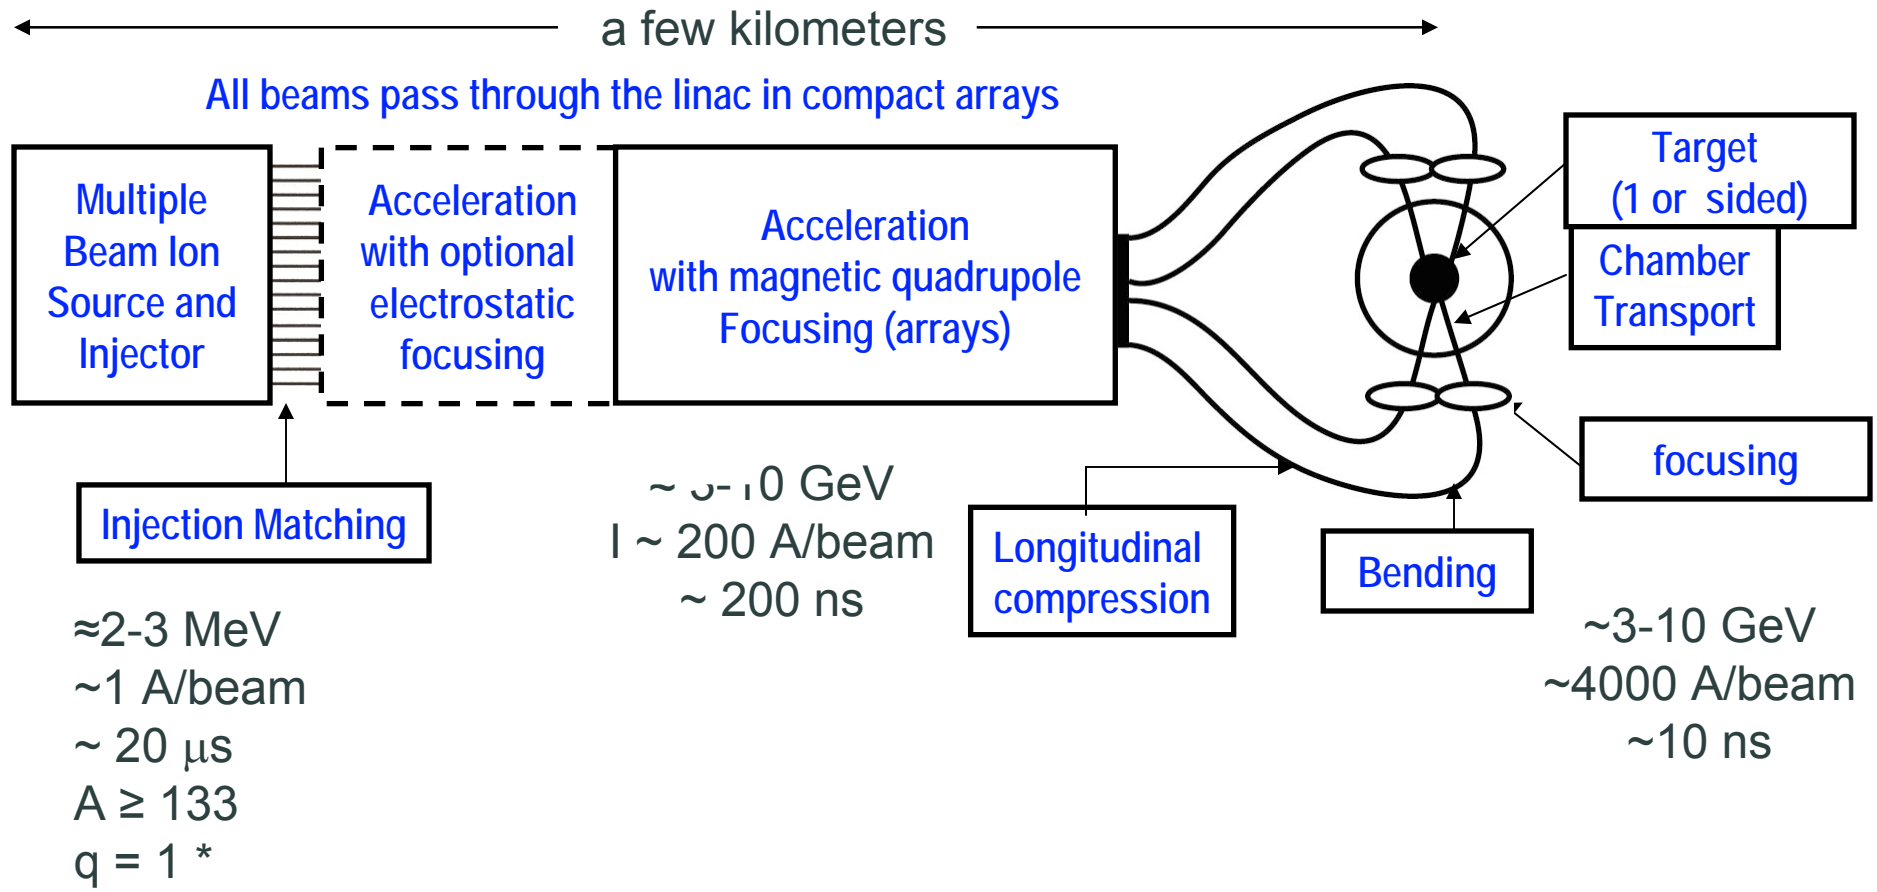 a few kilometers
All beams pass through the linac in compact arrays
Multiple
Beam Ion
Source and
Injector
Acceleration
with optional
electrostatic
focusing
Acceleration
with magnetic quadrupole
Focusing (arrays)
Target
(1 or sided)
Chamber
Transport
focusing
Injection Matching
~ GeV
I ~ 200 A/beam
~ 200 ns
Longitudinal
compression
Bending
≈2-3 MeV
~1 A/beam
~ 20 μs
A ≥ 133
q = 1 *
~3-10 GeV
~4000 A/beam
~10 ns